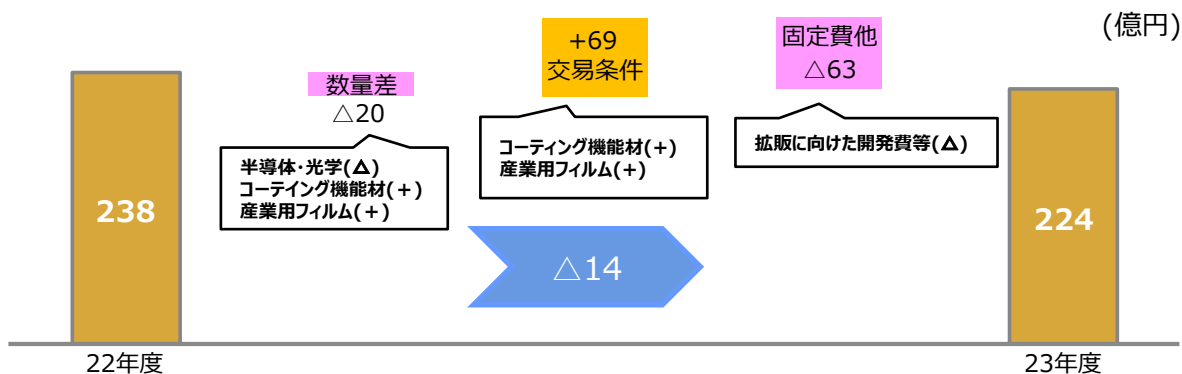 (億円)
+69
交易条件
固定費他
△63
数量差
△20
コーティング機能材(+)
産業用フィルム(+)
拡販に向けた開発費等(△)
半導体・光学(△)
コーテイング機能材(+)
産業用フィルム(+)
238
224
△14
22年度
23年度